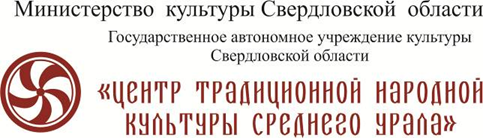 Министерство культуры Свердловской области
Государственное автономное учреждение культуры
Свердловской области
«ЦЕНТР ТРАДИЦИОННОЙ НАРОДНОЙ
КУЛЬТУРЫ СРЕДНЕГО УРАЛА»